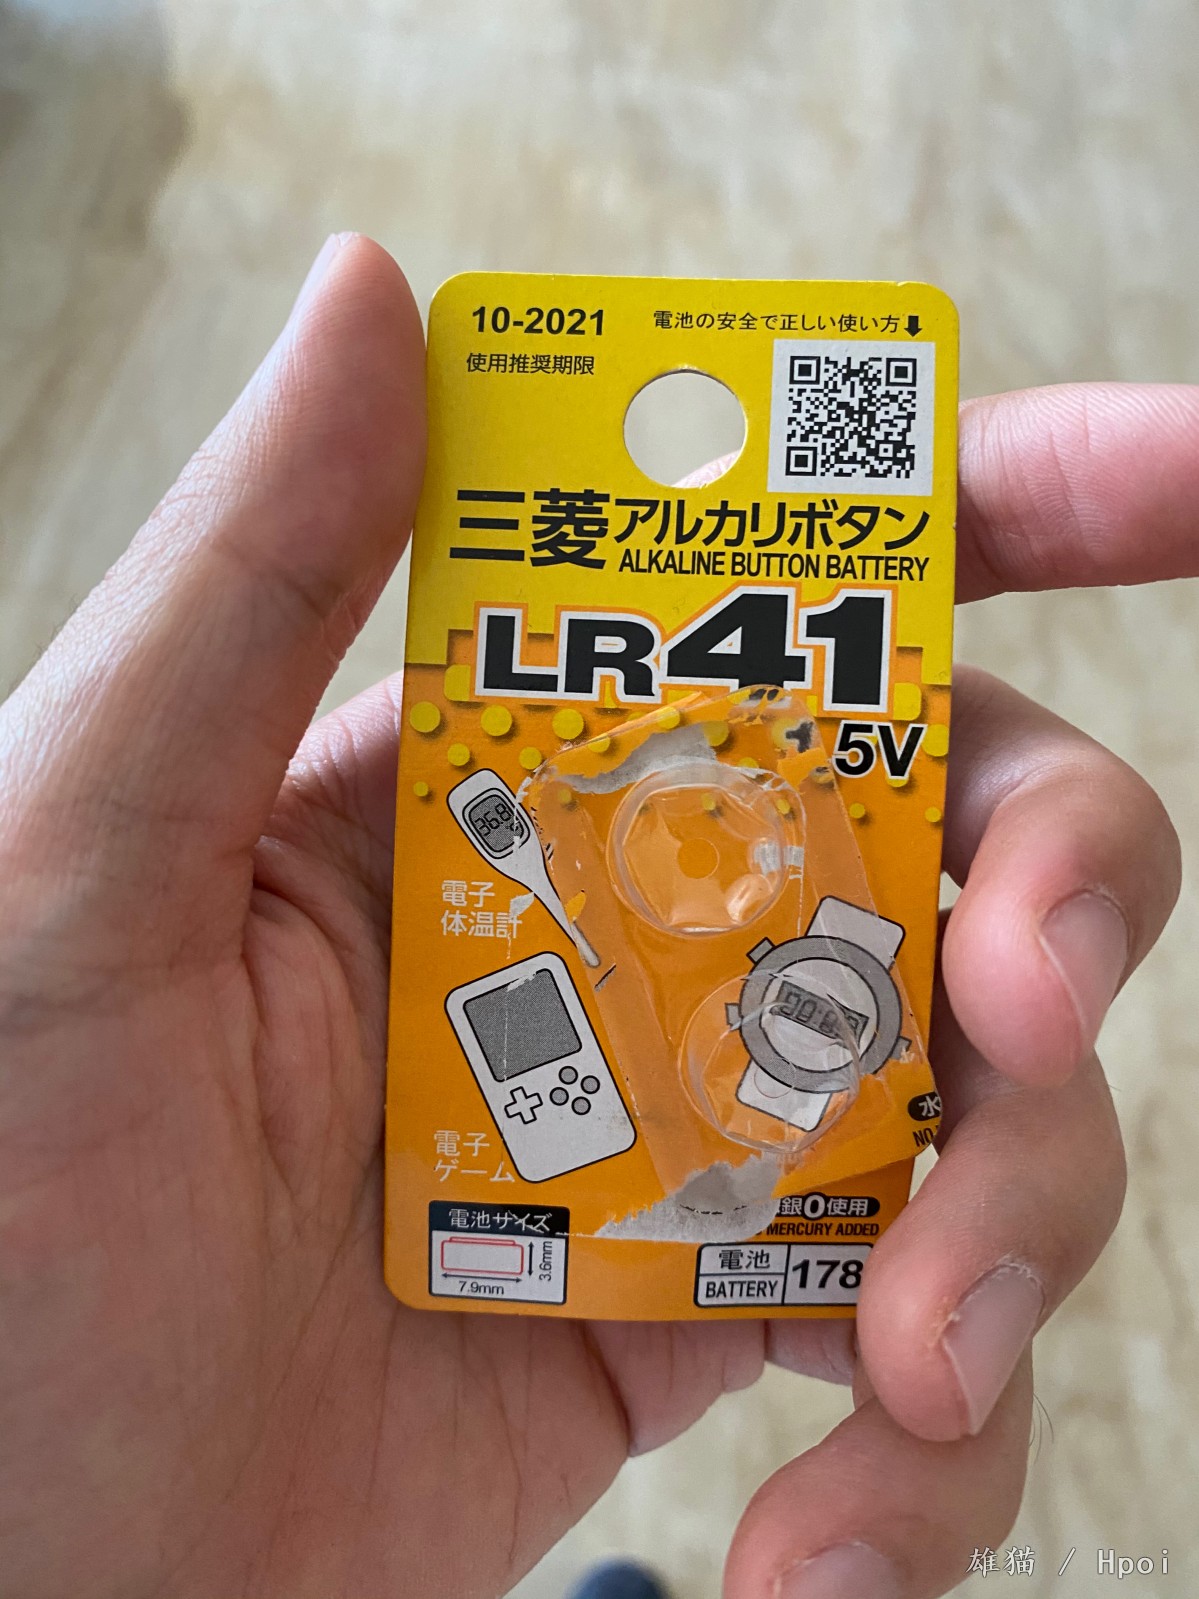 10-2021
使用推奨期限
電池の安全で正しい使い方
三菱アルカリボタン
ALKALINE BUTTON BATTERY
LR41
5V
36.8
電子
体温計
電子
ゲーム
水
NO
銀0使用
MERCURY ADDED
電池サイズ
3.6mm
7.9mm
電池
BATTERY
178
雄猫 / Hpoi